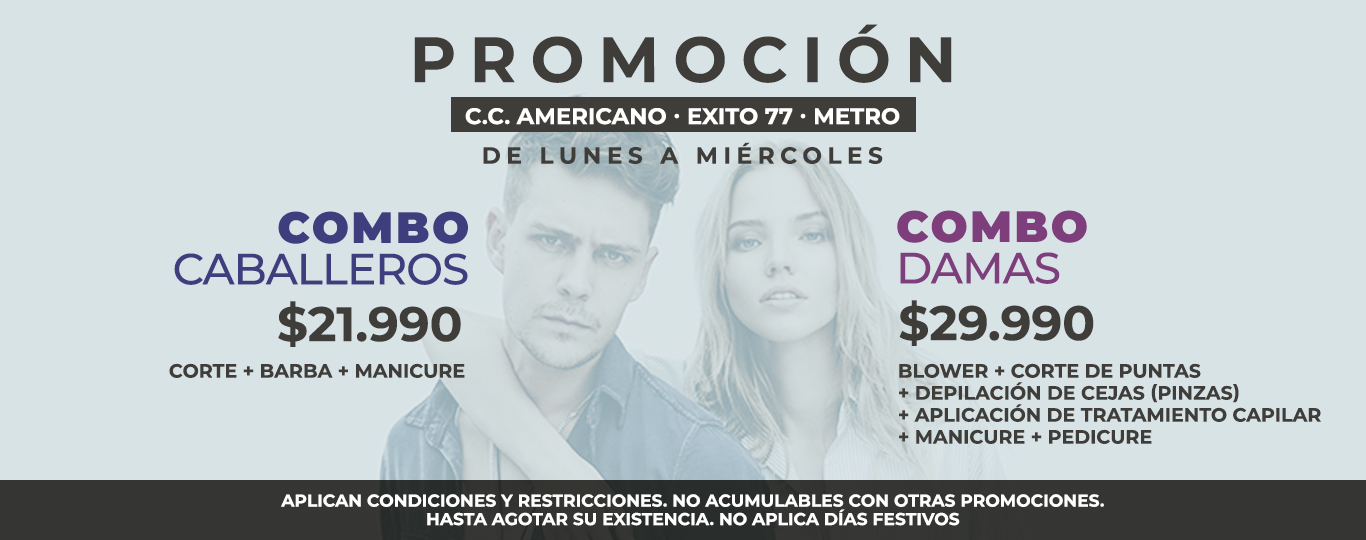 PROMOCIÓN
C.C. AMERICANO · EXITO 77 · METRO
DE LUNES A MIÉRCOLES
COMBO
CABALLEROS
$21.990
CORTE + BARBA + MANICURE
COMBO
DAMAS
$29.990
BLOWER + CORTE DE PUNTAS
+ DEPILACIÓN DE CEJAS (PINZAS)
+ APLICACIÓN DE TRATAMIENTO CAPILAR
+ MANICURE + PEDICURE
APLICAN CONDICIONES Y RESTRICCIONES. NO ACUMULABLES CON OTRAS PROMOCIONES.
HASTA AGOTAR SU EXISTENCIA. NO APLICA DÍAS FESTIVOS